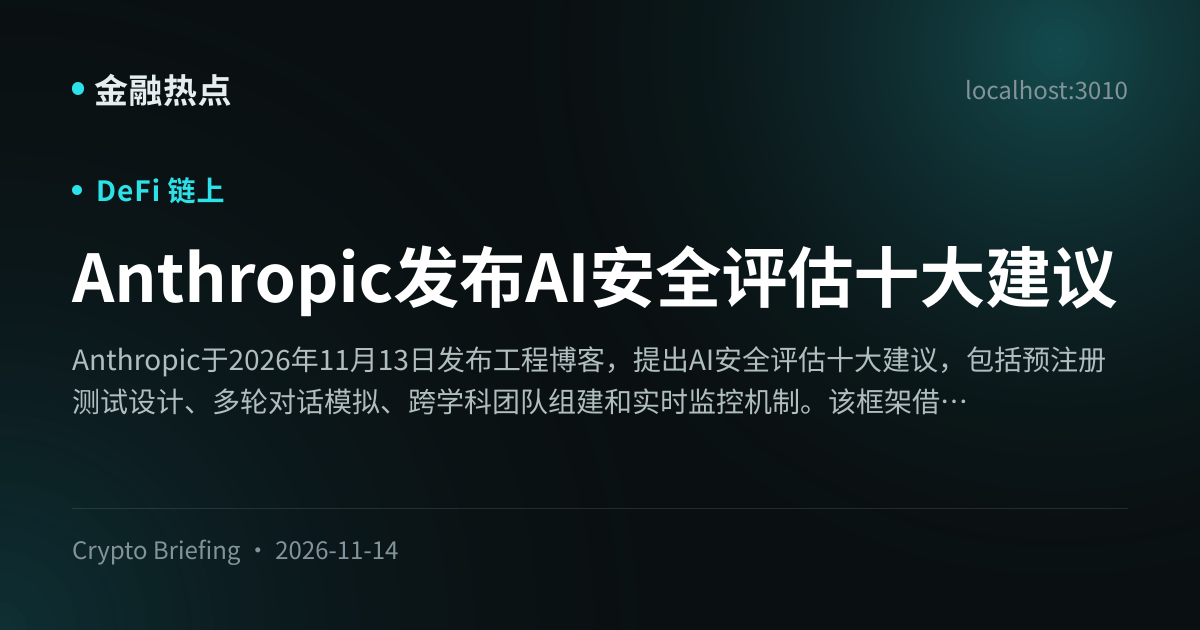 金融热点
localhost:3010
DeFi 链上
Anthropic发布AI安全评估十大建议
Anthropic于2026年11月13日发布工程博客，提出AI安全评估十大建议，包括预注册
测试设计、多轮对话模拟、跨学科团队组建和实时监控机制。该框架借…
Crypto Briefing · 2026-11-14